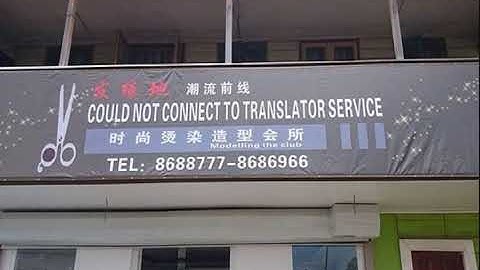 潮流前线
COULD NOT CONNECT TO TRANSLATOR SERVICE
时尚烫染造型会所
Modelling the club
TEL: 8688777-8686966